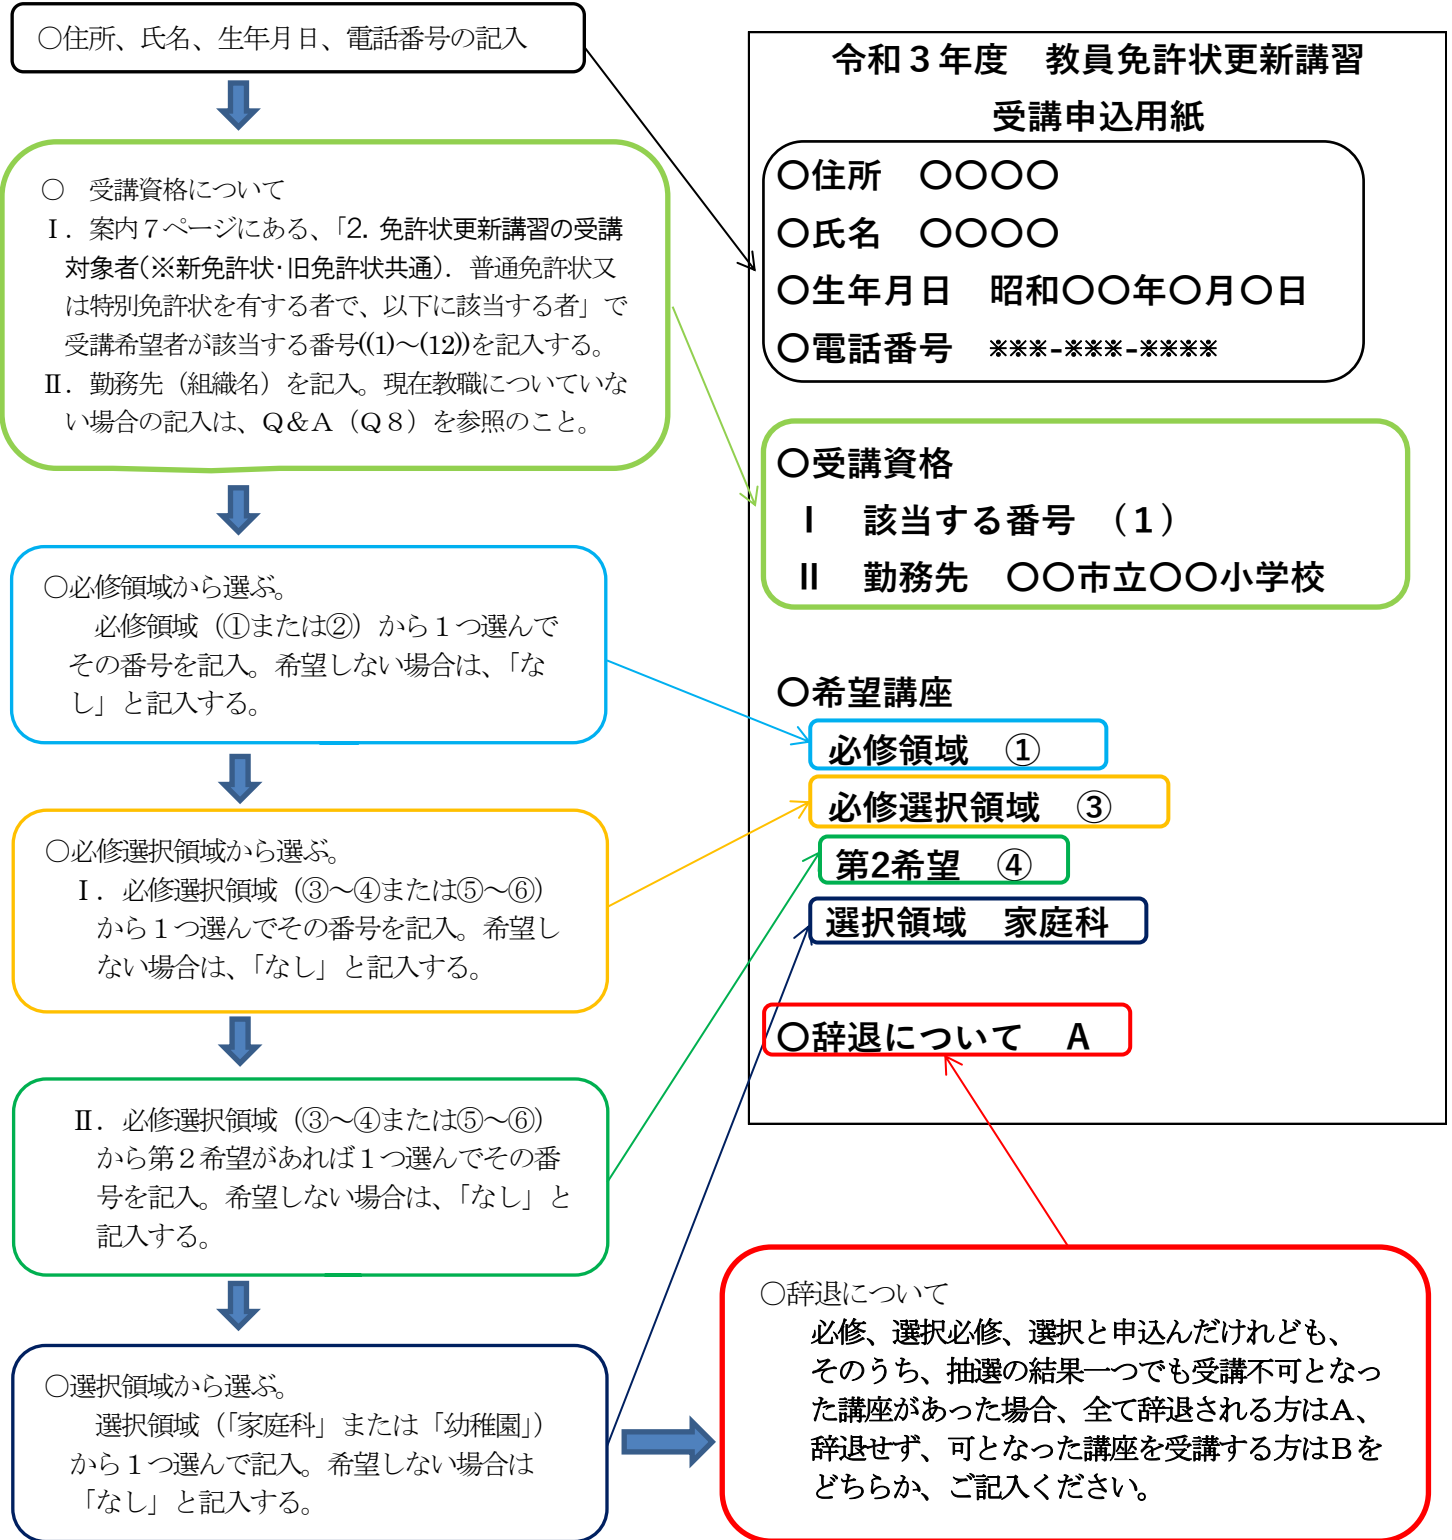 ○住所、氏名、生年月日、電話番号の記入
○　受講資格について
Ⅰ．案内７ページにある、「2. 免許状更新講習の受講
対象者(※新免許状･旧免許状共通)．普通免許状又
は特別免許状を有する者で、以下に該当する者」で
受講希望者が該当する番号((1)～(12))を記入する。
Ⅱ．勤務先（組織名）を記入。現在教職についていな
い場合の記入は、Ｑ＆Ａ（Ｑ８）を参照のこと。
○必修領域から選ぶ。
必修領域（①または②）から１つ選んで
その番号を記入。希望しない場合は、「な
し」と記入する。
○必修選択領域から選ぶ。
Ⅰ．必修選択領域（③～④または⑤～⑥）
から１つ選んでその番号を記入。希望し
ない場合は、「なし」と記入する。
Ⅱ．必修選択領域（③～④または⑤～⑥）
から第２希望があれば１つ選んでその番
号を記入。希望しない場合は、「なし」と
記入する。
○選択領域から選ぶ。
選択領域（「家庭科」または「幼稚園」）
から１つ選んで記入。希望しない場合は
「なし」と記入する。
令和３年度　教員免許状更新講習
受講申込用紙
〇住所　〇〇〇〇
〇氏名　〇〇〇〇
〇生年月日　昭和〇〇年〇月〇日
〇電話番号　※※※-※※※-※※※※
〇受講資格
Ⅰ　該当する番号　（１）
Ⅱ　勤務先　〇〇市立〇〇小学校
〇希望講座
必修領域　①
必修選択領域　③
第2希望　④
選択領域　家庭科
〇辞退について　A
○辞退について
必修、選択必修、選択と申込んだけれども、
そのうち、抽選の結果一つでも受講不可となっ
た講座があった場合、全て辞退される方はＡ、
辞退せず、可となった講座を受講する方はＢを
どちらか、ご記入ください。